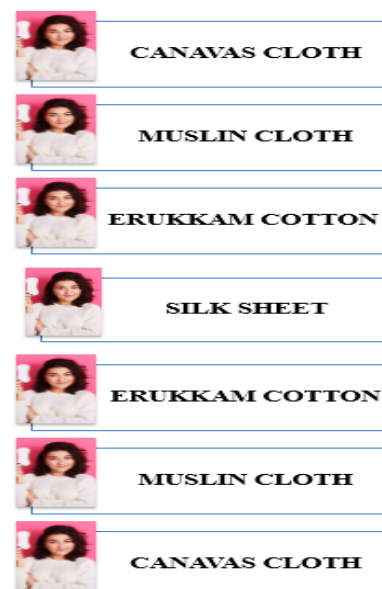 CANAVAS CLOTH
MUSLIN CLOTH
ERUKKAM COTTON
SILK SHEET
ERUKKAM COTTON
MUSLIN CLOTH
CANAVAS CLOTH